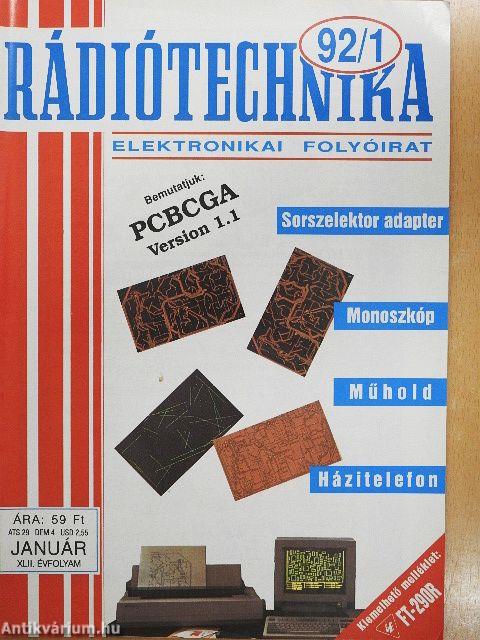 92/1
RÁDIÓTECHNIKA
ELEKTRONIKAI FOLYÓIRAT
Bemutatjuk:
PCBCGA
Version 1.1
Sorszelektor adapter
Monoszkóp
Műhold
Házitelefon
ÁRA: 59 Ft
ATS 29 DEM 4 USD 2,55
JANUÁR
XLII. ÉVFOLYAM
Kiemelhető melléklet:
FT-290R
Antikvárium.hu